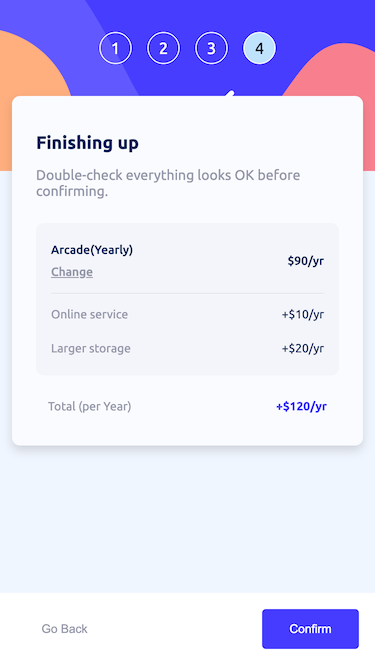 1 2 3 4
Finishing up
Double-check everything looks OK before
confirming.
Arcade(Yearly)
$90/yr
Change
Online service +$10/yr
Larger storage +$20/yr
Total (per Year) +$120/yr
Go Back Confirm